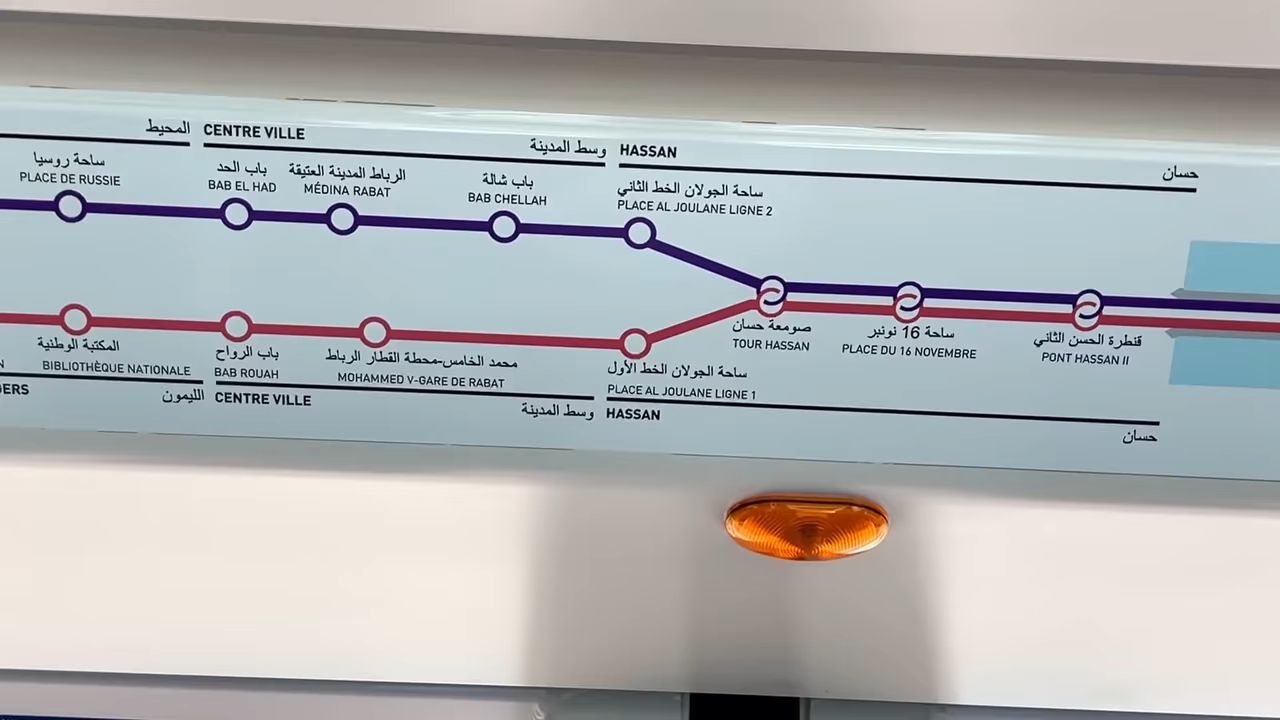 المحيط
CENTRE VILLE
وسط المدينة
HASSAN
حسان
ساحة روسيا
PLACE DE RUSSIE
باب الحد
BAB EL HAD
الرباط المدينة العتيقة
MÉDINA RABAT
باب شالة
BAB CHELLAH
ساحة الجولان الخط الثاني
PLACE AL JOULANE LIGNE 2
صومعة حسان
TOUR HASSAN
ساحة 16 نونبر
PLACE DU 16 NOVEMBRE
قنطرة الحسن الثاني
PONT HASSAN II
المكتبة الوطنية
BIBLIOTHÈQUE NATIONALE
باب الرواح
BAB ROUAH
محمد الخامس-محطة القطار الرباط
MOHAMMED V-GARE DE RABAT
ساحة الجولان الخط الأول
PLACE AL JOULANE LIGNE 1
الليمون
CENTRE VILLE
وسط المدينة
HASSAN
حسان